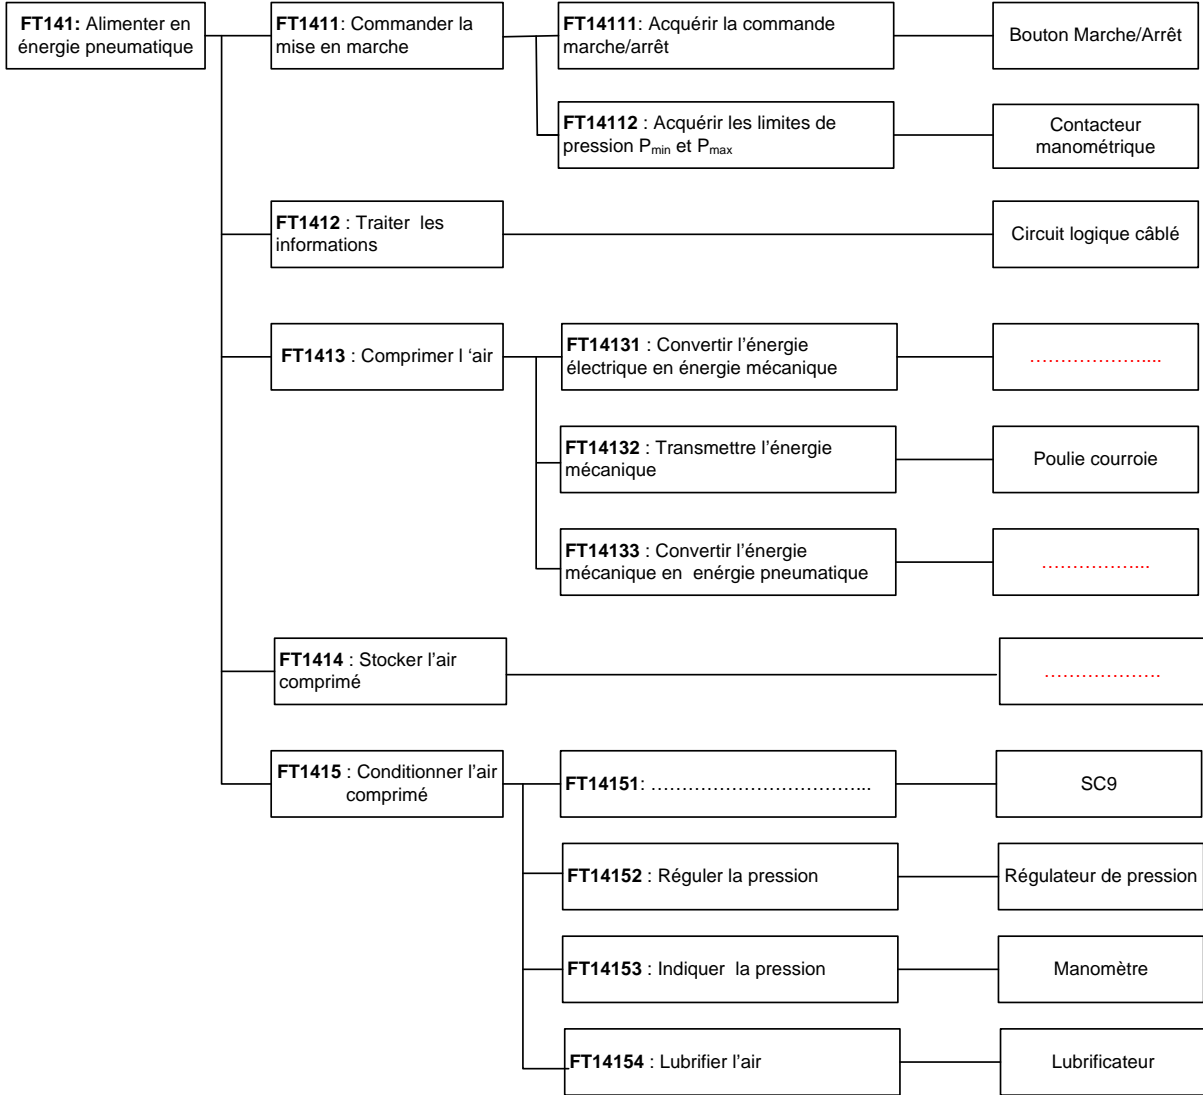 FT141: Alimenter en
énergie pneumatique
FT1411: Commander la
mise en marche
FT14111: Acquérir la commande
marche/arrêt
Bouton Marche/Arrêt
FT14112 : Acquérir les limites de
pression Pmin et Pmax
Contacteur
manométrique
FT1412 : Traiter les
informations
Circuit logique câblé
FT1413 : Comprimer l ‘air
FT14131 : Convertir l’énergie
électrique en énergie mécanique
………………....
FT14132 : Transmettre l’énergie
mécanique
Poulie courroie
FT14133 : Convertir l’énergie
mécanique en enérgie pneumatique
………………...
FT1414 : Stocker l’air
comprimé
……………….
FT1415 : Conditionner l’air
comprimé
FT14151: ……………………………...
SC9
FT14152 : Réguler la pression
Régulateur de pression
FT14153 : Indiquer la pression
Manomètre
FT14154 : Lubrifier l’air
Lubrificateur